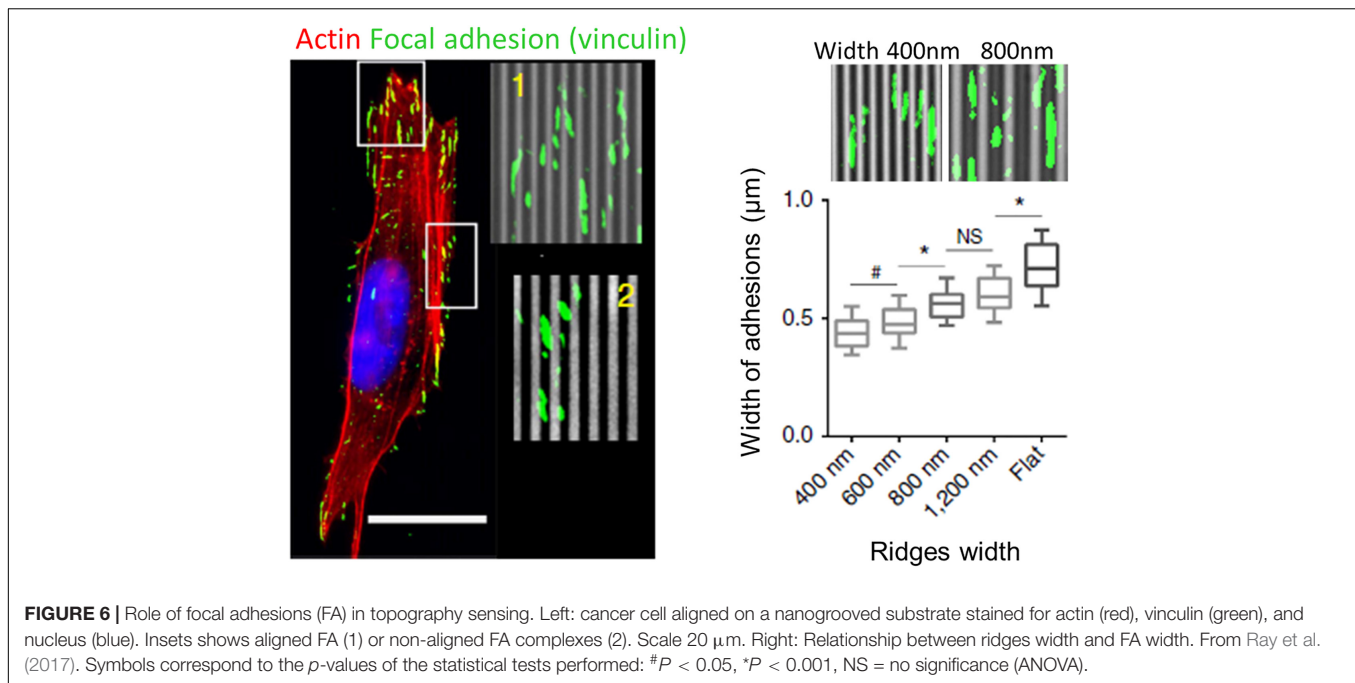 Actin Focal adhesion (vinculin)
1
2
Width 400nm 800nm
Width of adhesions (µm)
1.0
0.5
0.0
#
*
NS
*
400 nm
600 nm
800 nm
1,200 nm
Flat
Ridges width
FIGURE 6 | Role of focal adhesions (FA) in topography sensing. Left: cancer cell aligned on a nanogrooved substrate stained for actin (red), vinculin (green), and
nucleus (blue). Insets shows aligned FA (1) or non-aligned FA complexes (2). Scale 20 µm. Right: Relationship between ridges width and FA width. From Ray et al.
(2017). Symbols correspond to the p-values of the statistical tests performed: #P < 0.05, *P < 0.001, NS = no significance (ANOVA).